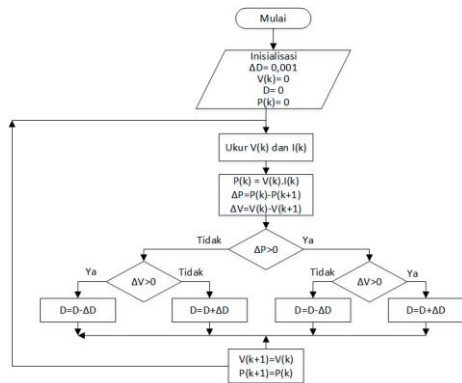 Mulai
Inisialisasi
ΔD= 0,001
V(k)= 0
D= 0
P(k)= 0
Ukur V(k) dan I(k)
P(k) = V(k).I(k)
ΔP=P(k)-P(k+1)
ΔV=V(k)-V(k+1)
Tidak
ΔP>0
Ya
Ya
ΔV>0
Tidak
Tidak
ΔV>0
Ya
D=D-ΔD
D=D+ΔD
D=D-ΔD
D=D+ΔD
V(k+1)=V(k)
P(k+1)=P(k)